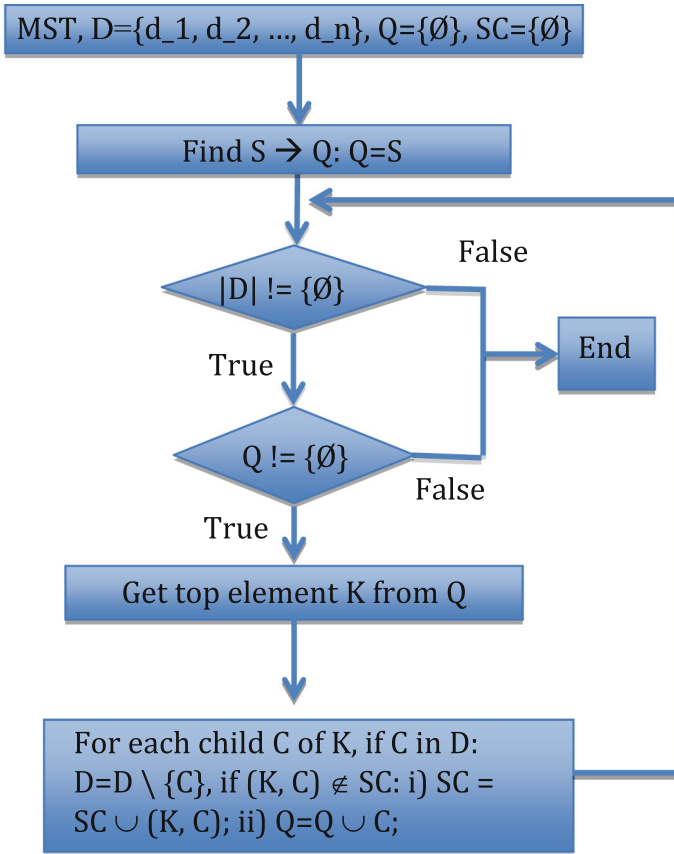 MST, D={d_1, d_2, ..., d_n}, Q={Ø}, SC={Ø}
Find S → Q: Q=S
|D| != {Ø}
False
End
True
Q != {Ø}
False
True
Get top element K from Q
For each child C of K, if C in D:
D=D \ {C}, if (K, C) ∉ SC: i) SC =
SC ∪ (K, C); ii) Q=Q ∪ C;